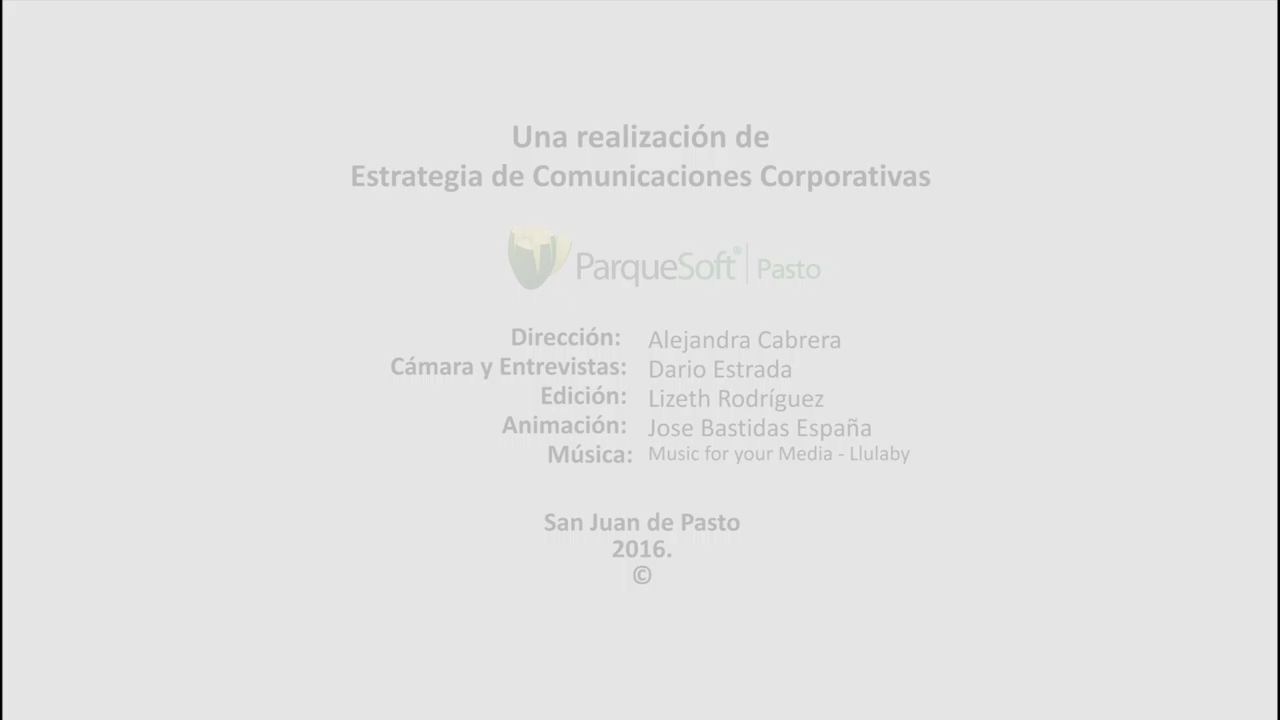 Una realización de
Estrategia de Comunicaciones Corporativas
ParqueSoft® | Pasto
Dirección: Alejandra Cabrera
Cámara y Entrevistas: Dario Estrada
Edición: Lizeth Rodríguez
Animación: Jose Bastidas España
Música: Music for your Media - Llulaby
San Juan de Pasto
2016.
©